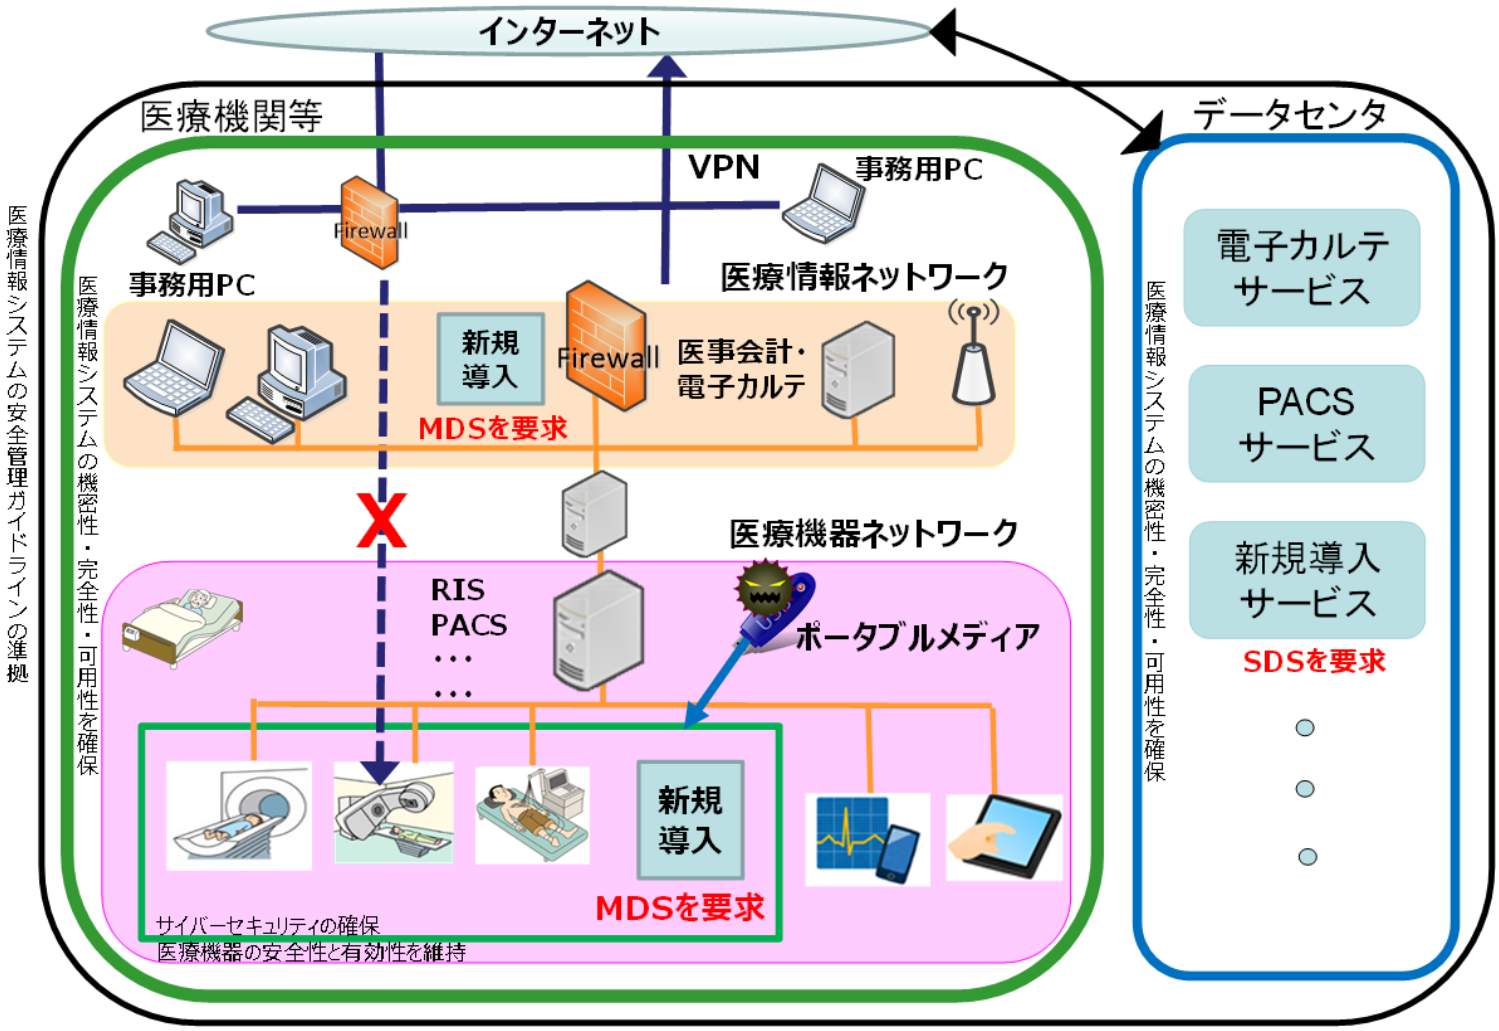 インターネット
医療機関等
データセンタ
VPN
事務用PC
Firewall
事務用PC
医療情報ネットワーク
新規
導入
MDSを要求
Firewall
医事会計・
電子カルテ
医療機器ネットワーク
RIS
PACS
・・・
・・・
USB
ポータブルメディア
新規
導入
MDSを要求
サイバーセキュリティの確保
医療機器の安全性と有効性を維持
医療情報システムの安全管理ガイドラインの準拠
医療情報システムの機密性・完全性・可用性を確保
医療情報システムの機密性・完全性・可用性を確保
電子カルテ
サービス
PACS
サービス
新規導入
サービス
SDSを要求